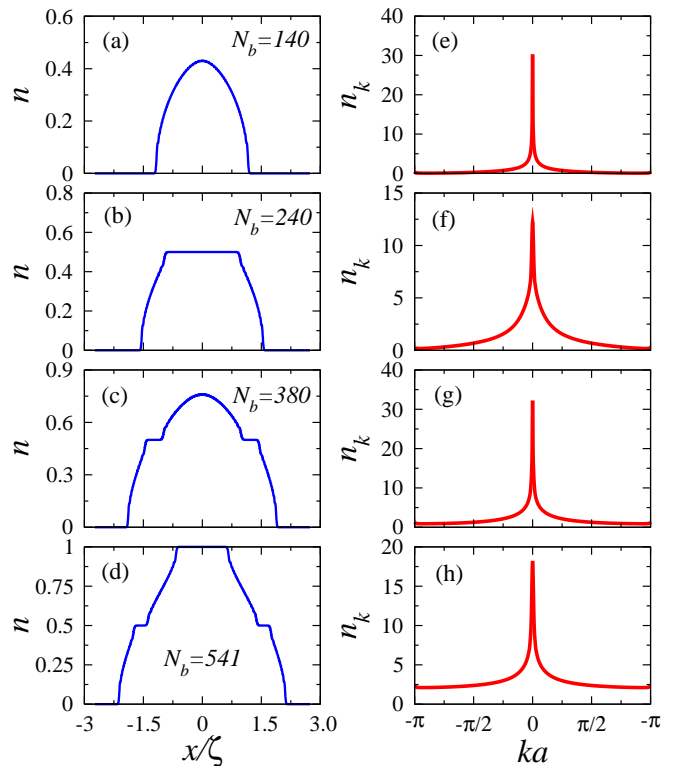 (a) N_b=140
n
0.6
0.4
0.2
0
(e)
n_k
40
30
20
10
0
(b) N_b=240
n
0.8
0.6
0.4
0.2
0
(f)
n_k
15
10
5
0
(c) N_b=380
n
0.9
0.6
0.3
0
(g)
n_k
40
30
20
10
0
(d)
N_b=541
n
1
0.75
0.5
0.25
0
-3 -1.5 0 1.5 3.0
x/ζ
(h)
n_k
20
15
10
5
0
-π -π/2 0 π/2 -π
ka